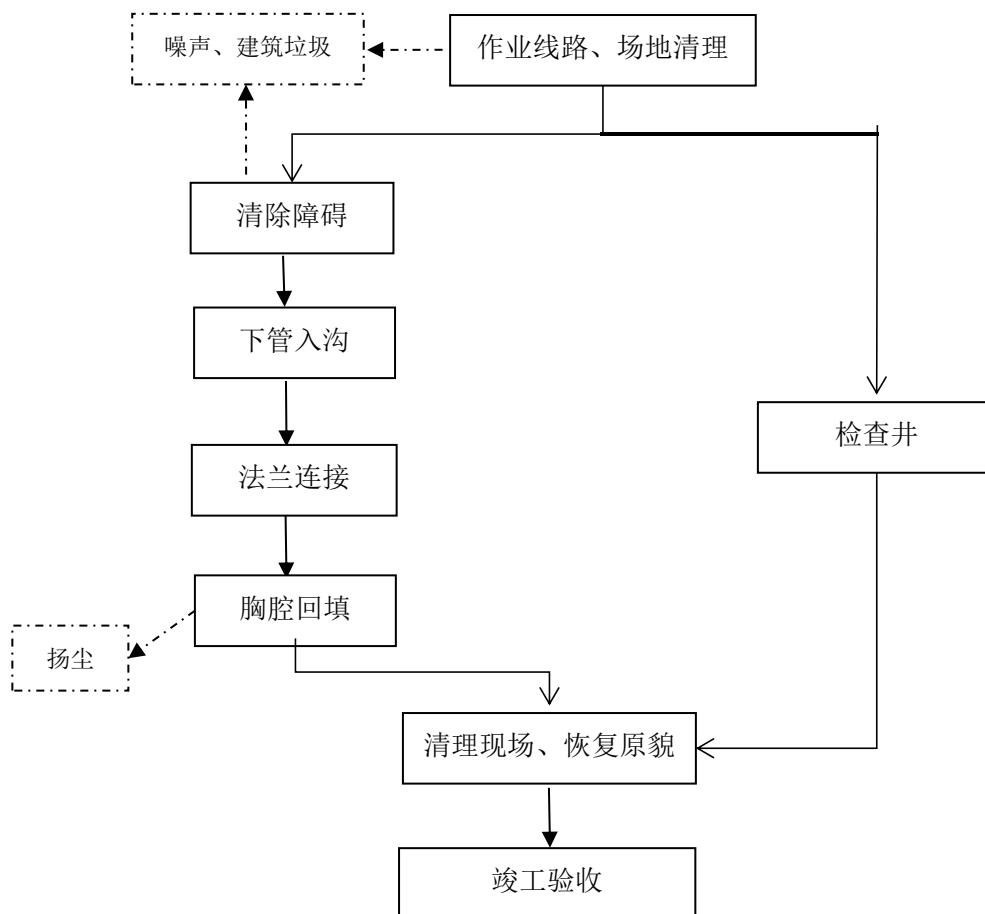 噪声、建筑垃圾
作业线路、场地清理
清除障碍
下管入沟
检查井
法兰连接
胸腔回填
扬尘
清理现场、恢复原貌
竣工验收